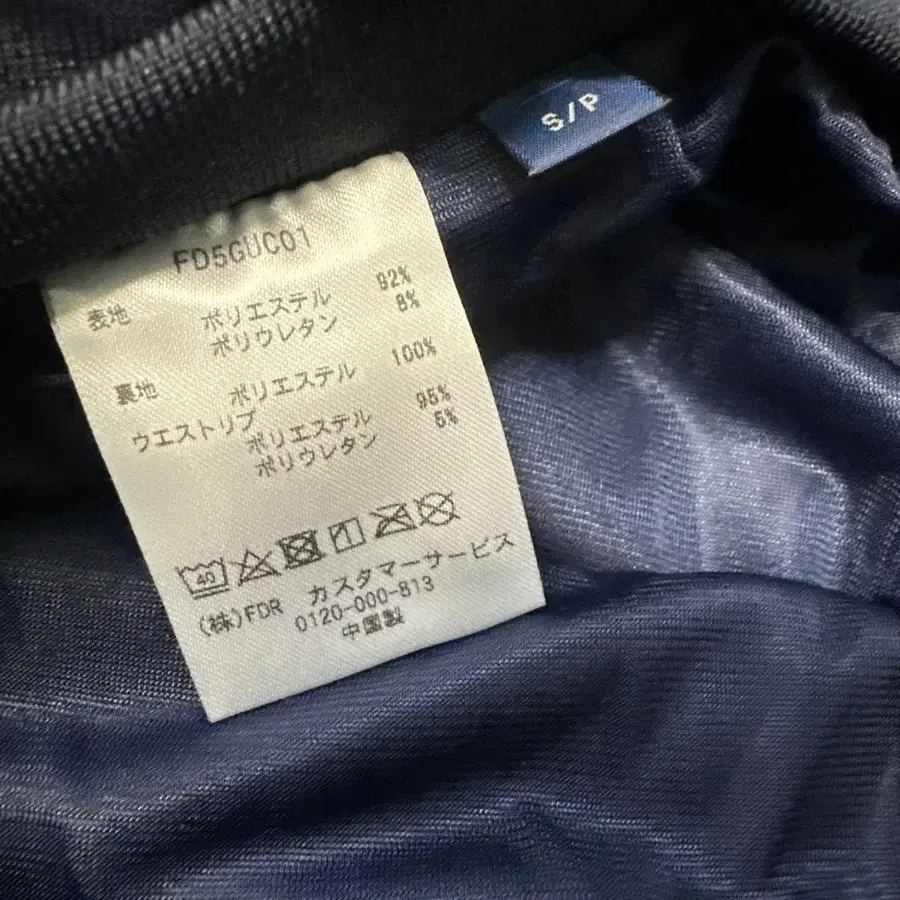 S/P
FD5GUC01
表地 ポリエステル 92%
ポリウレタン 8%
裏地 ポリエステル 100%
ウエストリブ
ポリエステル 95%
ポリウレタン 5%
40
(株)FDR カスタマーサービス
0120-000-813
中国製